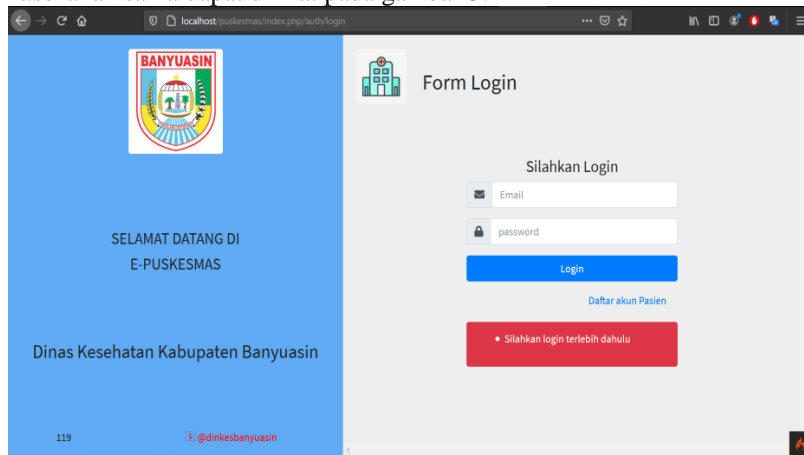 localhost/puskesmas/index.php/auth/login
BANYUASIN
SELAMAT DATANG DI
E-PUSKESMAS
Dinas Kesehatan Kabupaten Banyuasin
119
@dinkesbanyuasin
Form Login
Silahkan Login
Email
password
Login
Daftar akun Pasien
Silahkan login terlebih dahulu